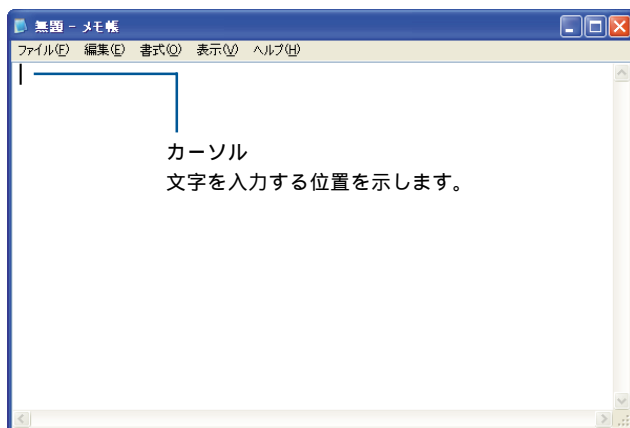 無題 - メモ帳
ファイル(F) 編集(E) 書式(O) 表示(V) ヘルプ(H)
カーソル
文字を入力する位置を示します。